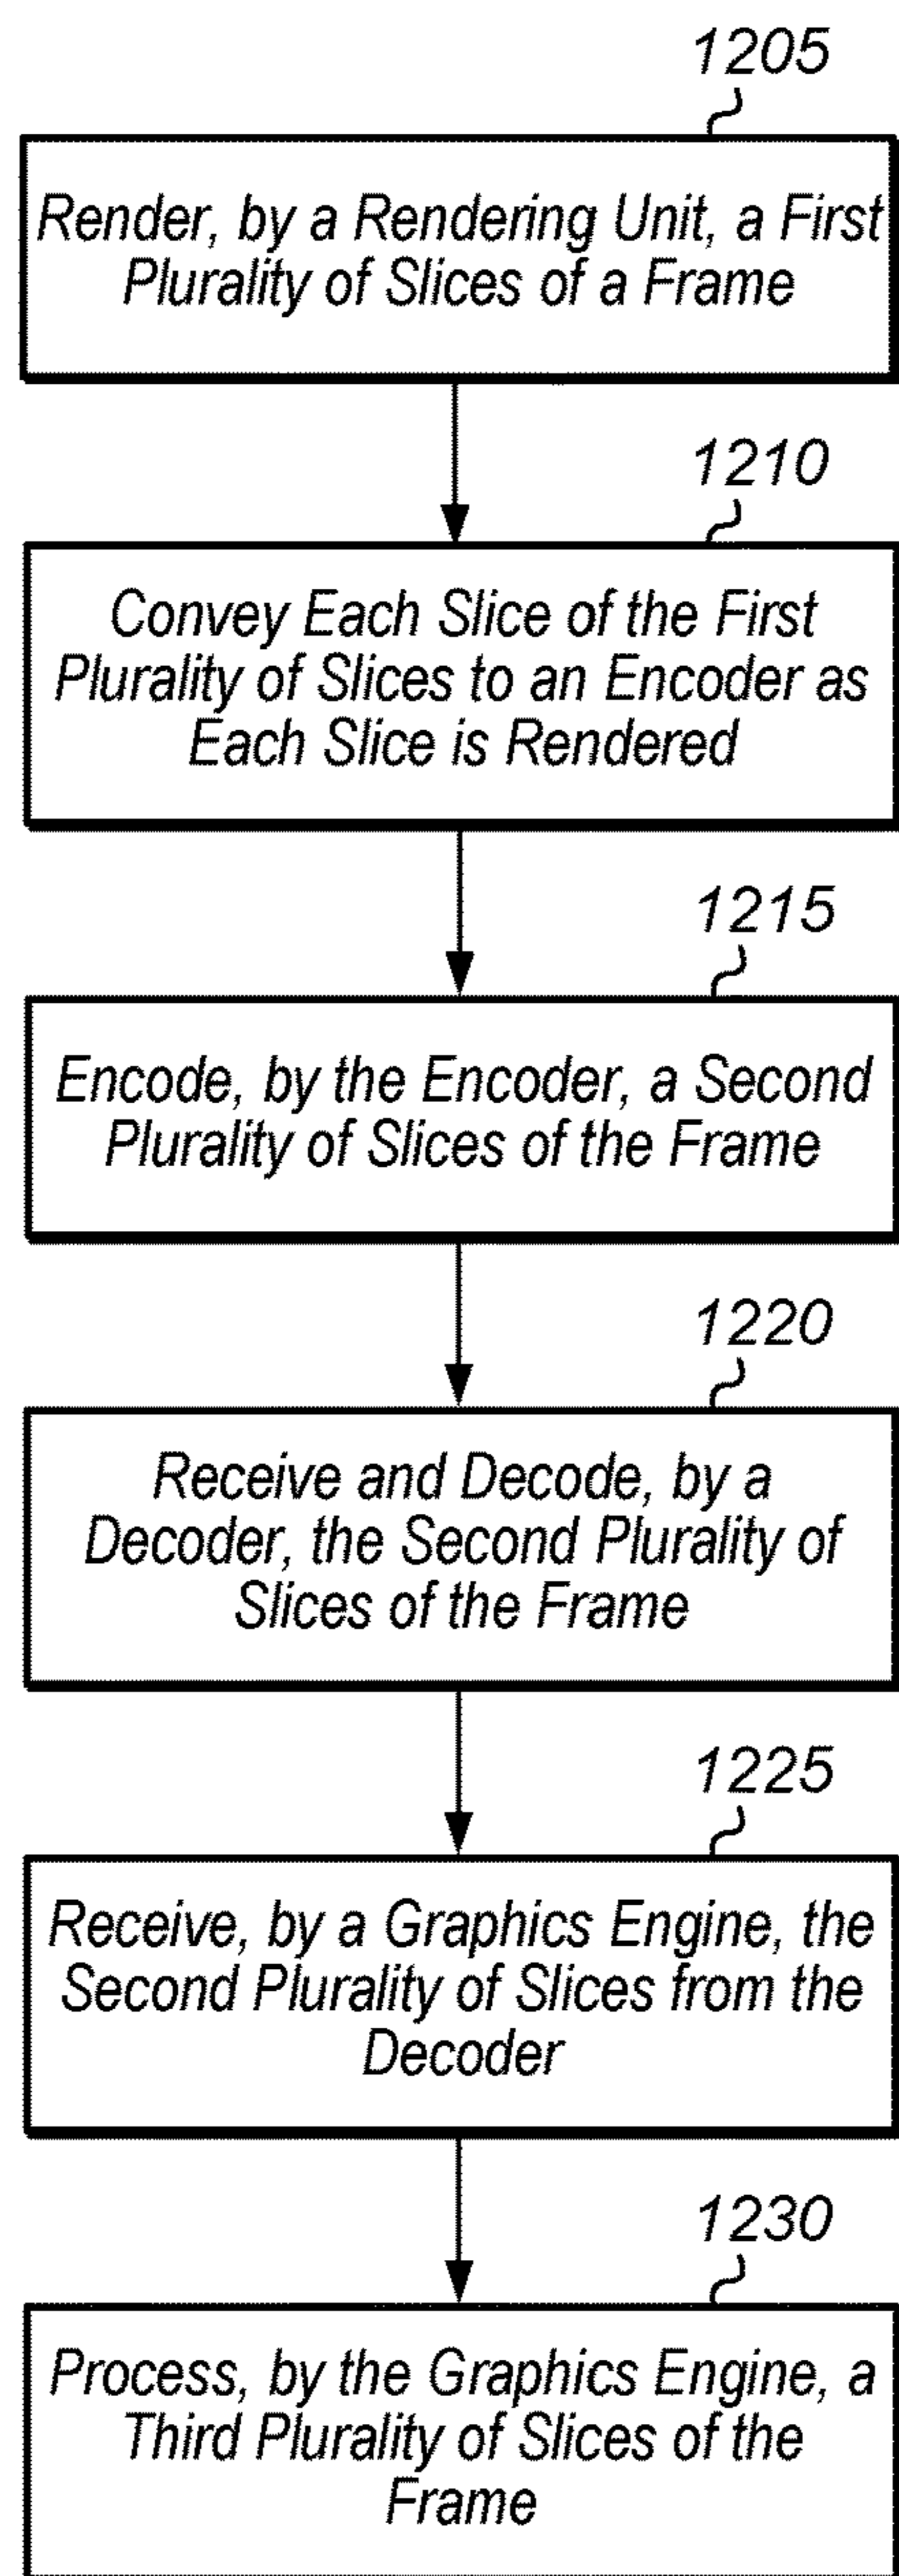 1205
Render, by a Rendering Unit, a First
Plurality of Slices of a Frame
1210
Convey Each Slice of the First
Plurality of Slices to an Encoder as
Each Slice is Rendered
1215
Encode, by the Encoder, a Second
Plurality of Slices of the Frame
1220
Receive and Decode, by a
Decoder, the Second Plurality of
Slices of the Frame
1225
Receive, by a Graphics Engine, the
Second Plurality of Slices from the
Decoder
1230
Process, by the Graphics Engine, a
Third Plurality of Slices of the
Frame